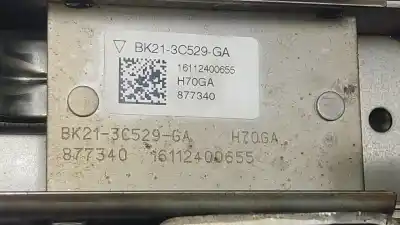 ▽ BK21-3C529-GA
16112400655
H70GA
877340
BK21-3C529-GA H70GA
877340 16112400655